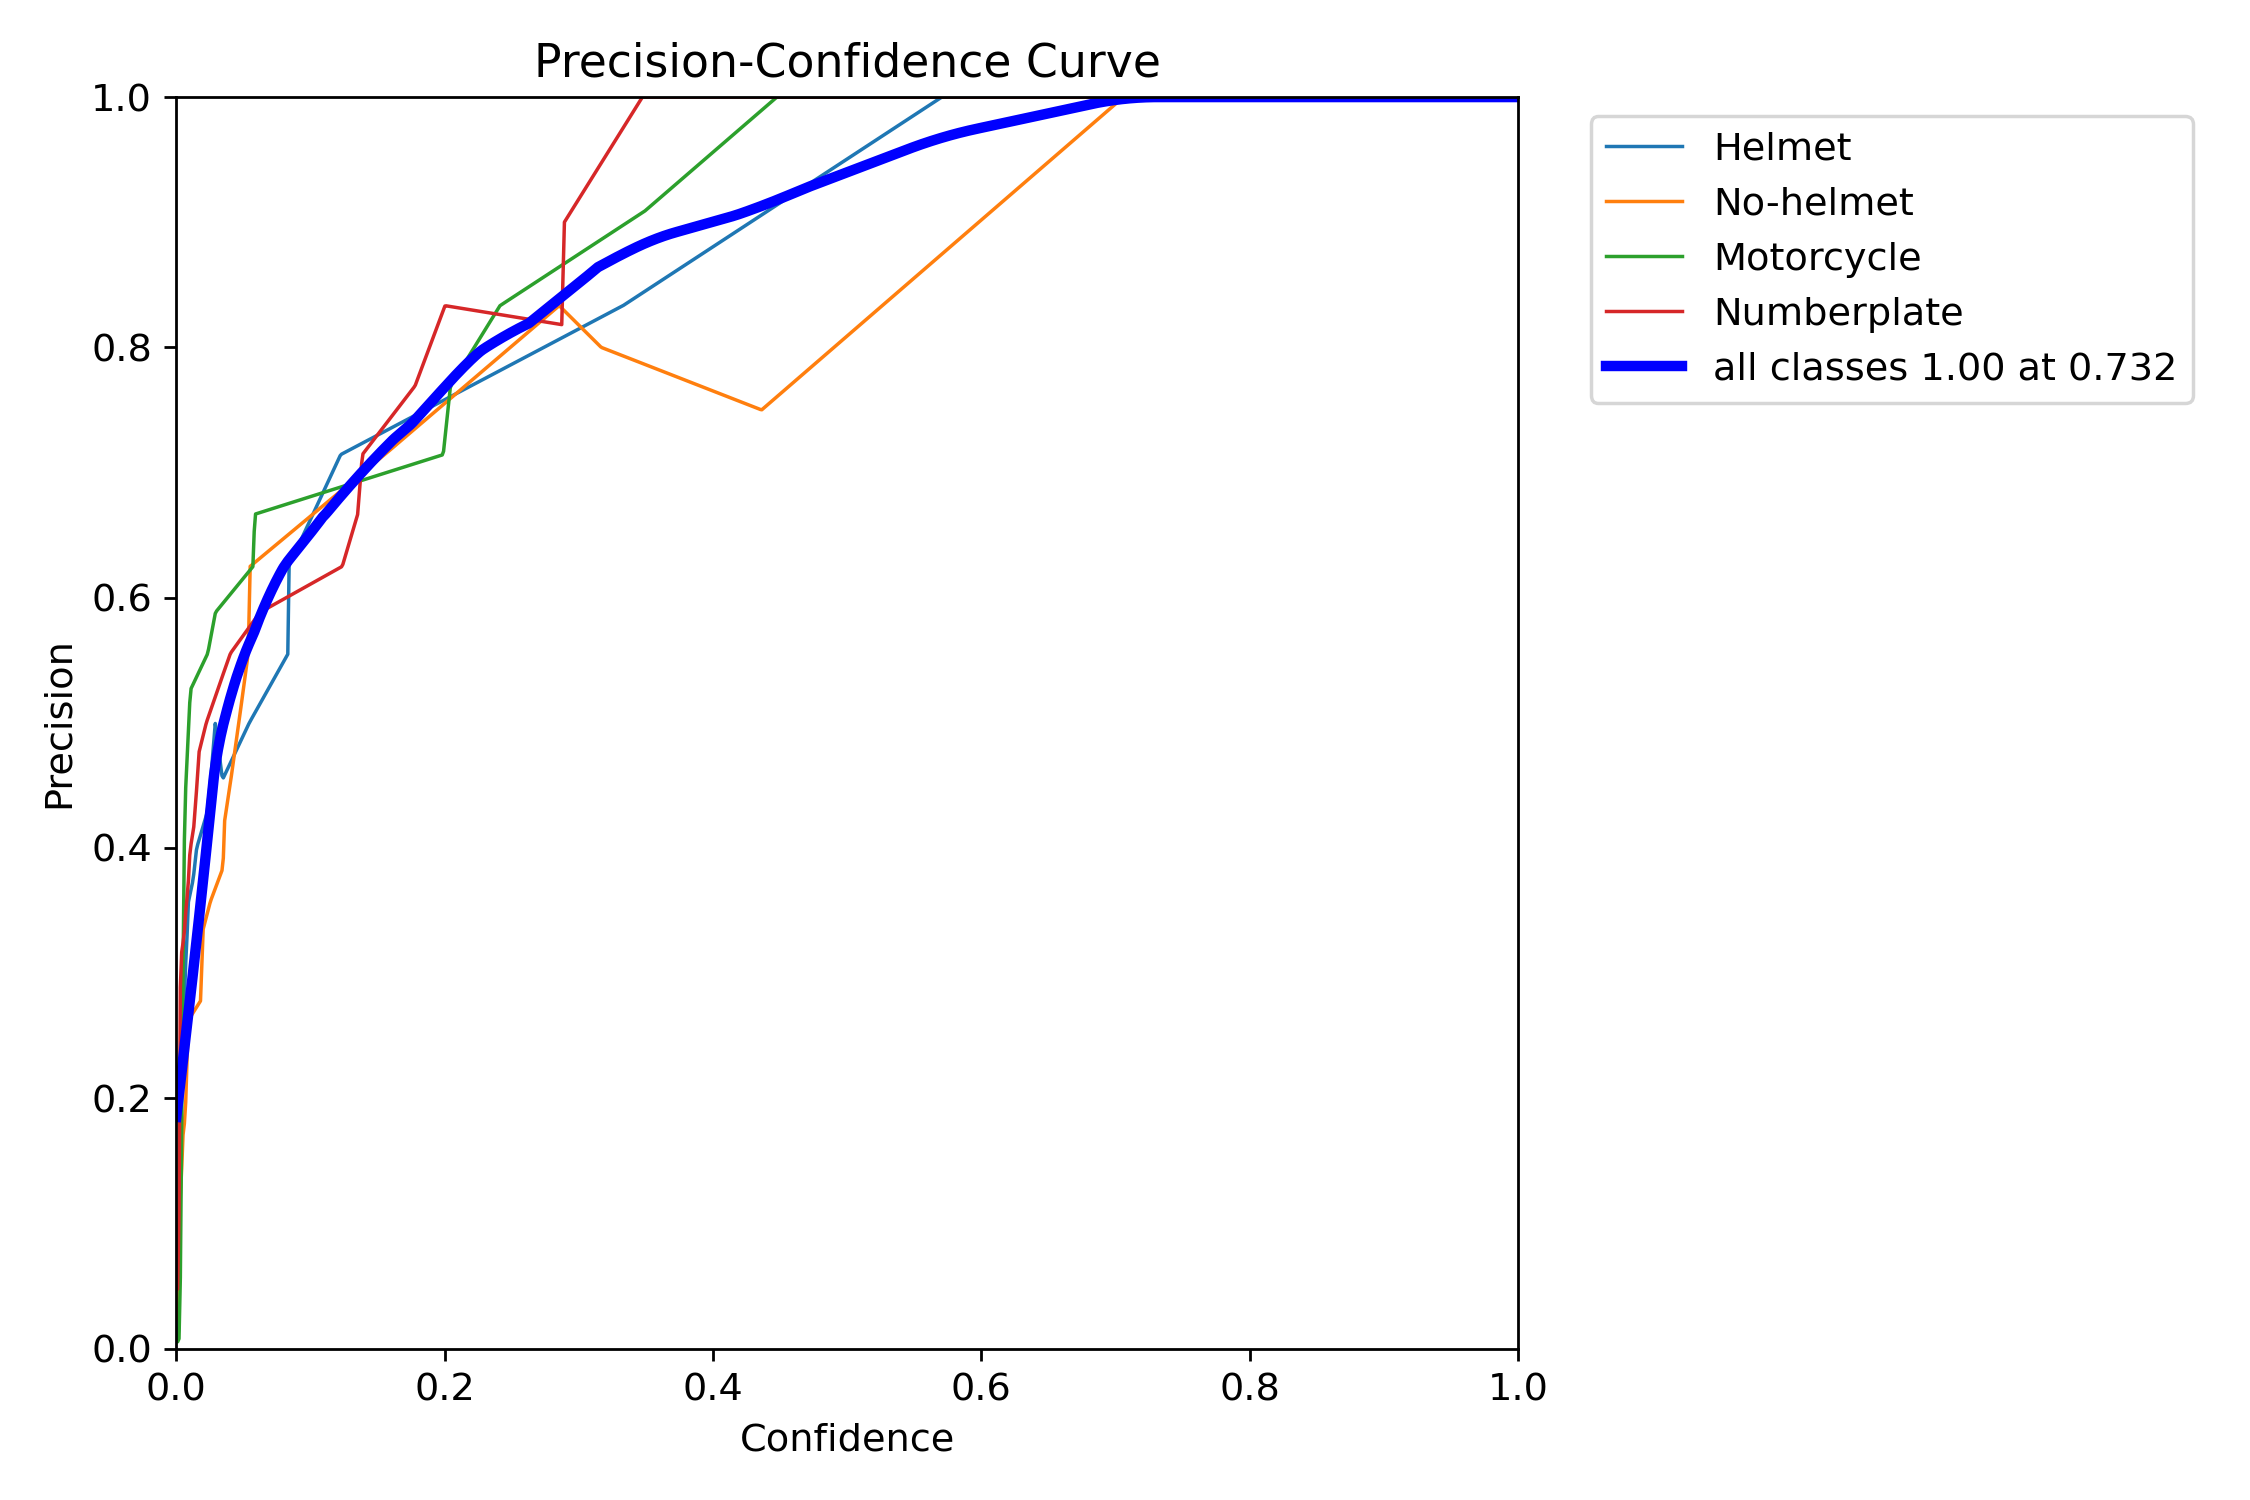 Precision-Confidence Curve
1.0
0.8
0.6
0.4
0.2
0.0
Precision
0.0 0.2 0.4 0.6 0.8 1.0
Confidence
Helmet
No-helmet
Motorcycle
Numberplate
all classes 1.00 at 0.732